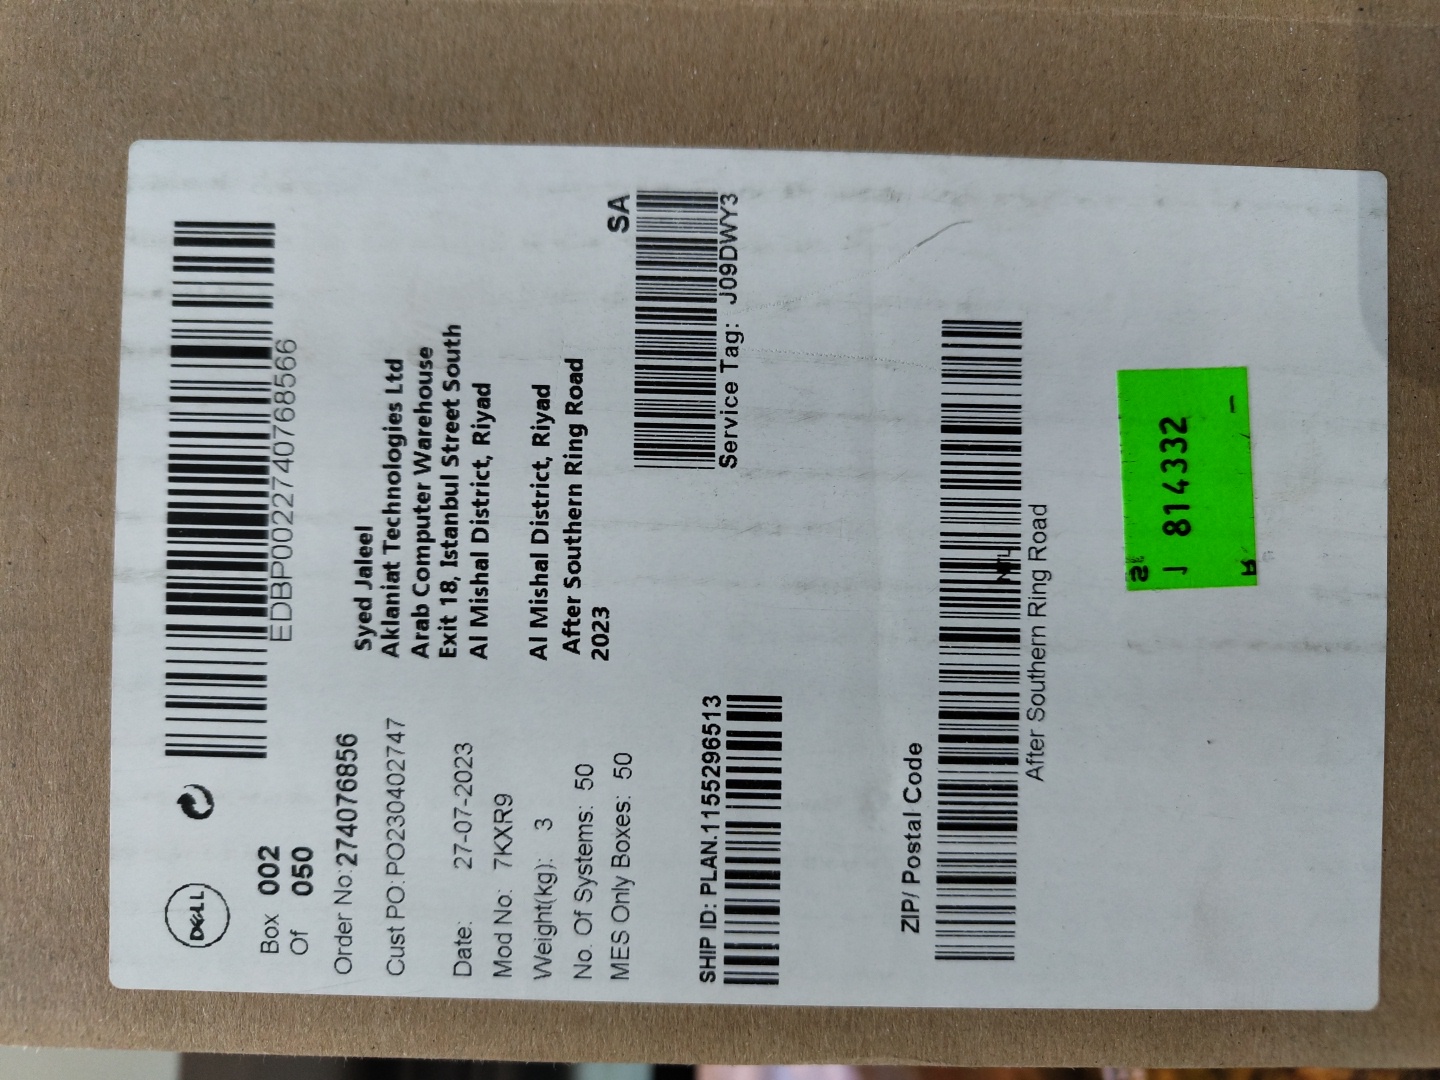 DELL
EDBP0022740768566
Box 002
Of 050
Order No:274076856
Cust PO:PO230402747
Date: 27-07-2023
Mod No: 7KXR9
Weight(kg): 3
No. Of Systems: 50
MES Only Boxes: 50
Syed Jaleel
Aklaniat Technologies Ltd
Arab Computer Warehouse
Exit 18, Istanbul Street South
Al Mishal District, Riyad
Al Mishal District, Riyad
After Southern Ring Road
2023
SA
SHIP ID: PLAN.1155296513
Service Tag: J09DWY3
ZIP/ Postal Code
After Southern Ring Road
J 814332